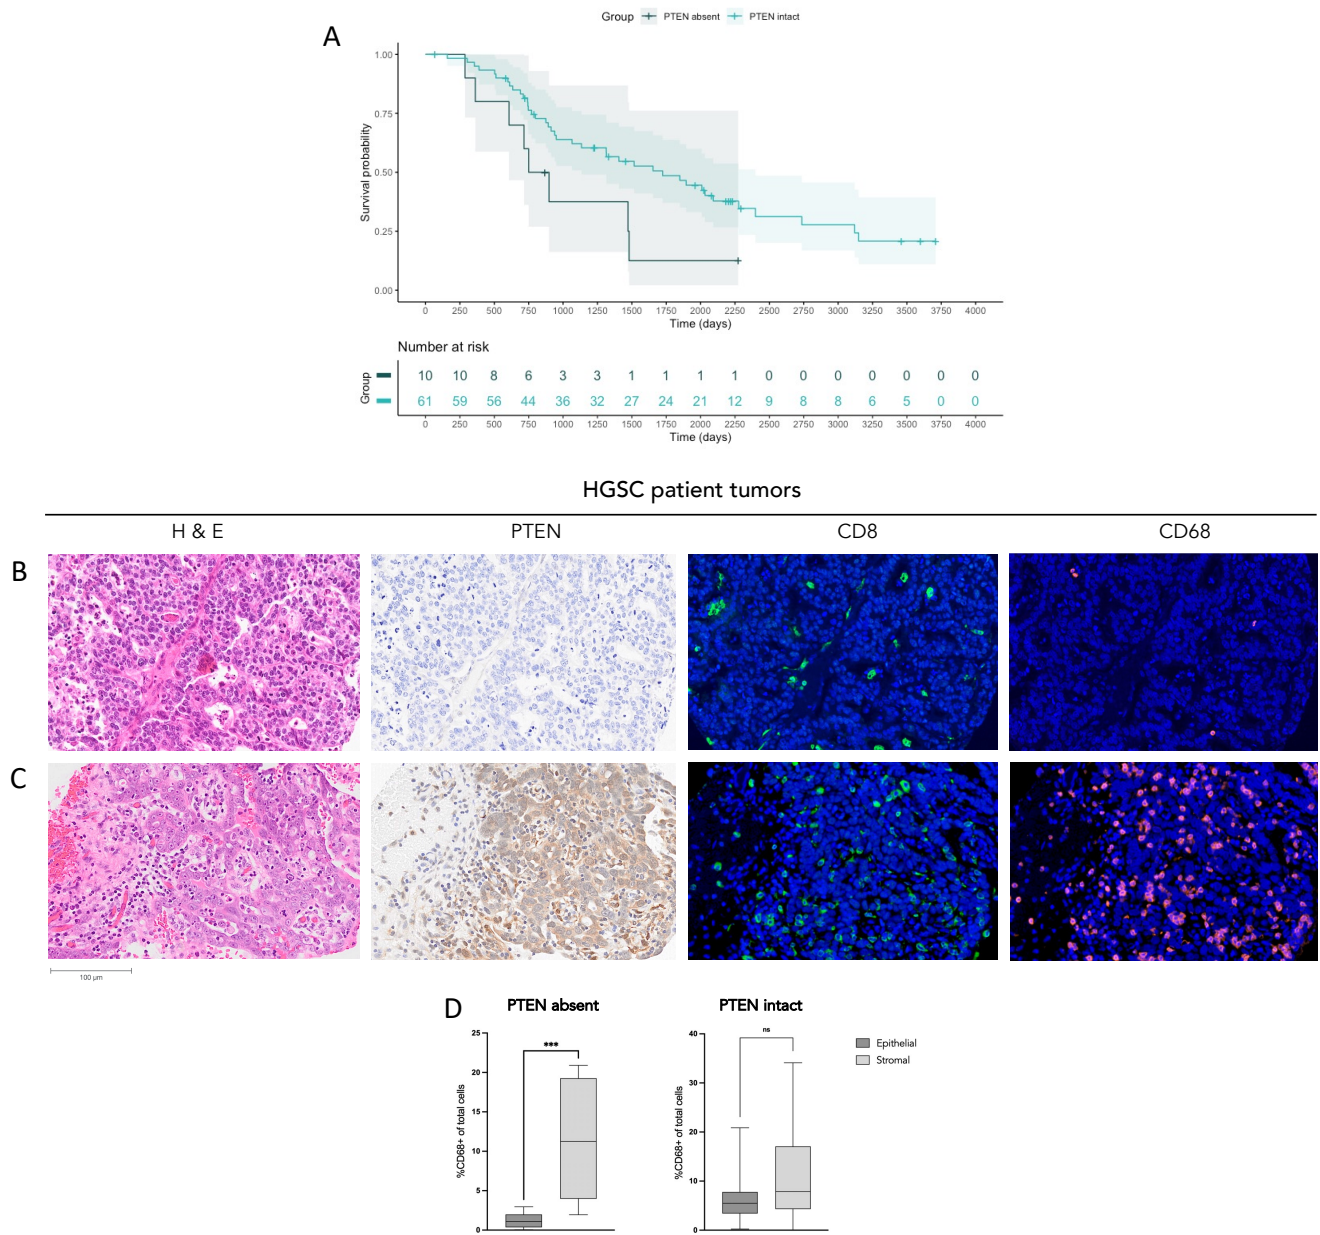 Group PTEN absent PTEN intact
A
Survival probability
1.00
0.75
0.50
0.25
0.00
0 250 500 750 1000 1250 1500 1750 2000 2250 2500 2750 3000 3250 3500 3750 4000
Time (days)
Number at risk
Group
10 10 8 6 3 3 1 1 1 1 0 0 0 0 0 0 0
61 59 56 44 36 32 27 24 21 12 9 8 8 6 5 0 0
0 250 500 750 1000 1250 1500 1750 2000 2250 2500 2750 3000 3250 3500 3750 4000
Time (days)
HGSC patient tumors
H & E PTEN CD8 CD68
B
C
100 µm
D
PTEN absent
%CD68+ of total cells
25
20
15
10
5
0
***
PTEN intact
%CD68+ of total cells
40
30
20
10
0
ns
Epithelial
Stromal